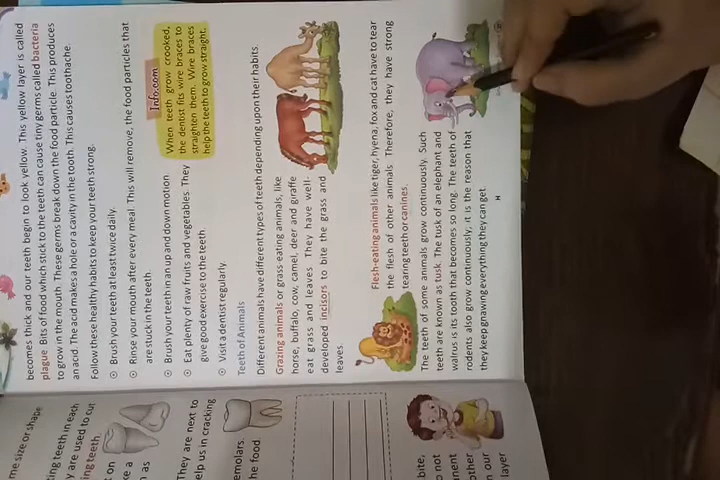 becomes thick and our teeth begin to look yellow. This yellow layer is called
plaque. Bits of food which stick to the teeth can cause tiny germs called bacteria
to grow in the mouth. These germs break down the food particle. This produces
an acid. The acid makes a hole or a cavity in the tooth. This causes toothache.
Follow these healthy habits to keep your teeth strong.
Brush your teeth at least twice daily.
Rinse your mouth after every meal. This will remove, the food particles that
are stuck in the teeth.
Brush your teeth in an up and down motion.
Eat plenty of raw fruits and vegetables. They
give good exercise to the teeth.
Visit a dentist regularly.
Info.com
When teeth grow crooked,
the dentist fits wire braces to
straighten them. Wire braces
help the teeth to grow straight.
Teeth of Animals
Different animals have different types of teeth depending upon their habits.
Grazing animals or grass eating animals, like
horse, buffalo, cow, camel, deer and giraffe
eat grass and leaves. They have well-
developed incisors to bite the grass and
leaves.
Flesh-eating animals like tiger, hyena, fox and cat have to tear
the flesh of other animals. Therefore, they have strong
tearing teeth or canines.
The teeth of some animals grow continuously. Such
teeth are known as tusk. The tusk of an elephant and
walrus is its tooth that becomes so long. The teeth of
rodents also grow continuously, it is the reason that
they keep gnawing everything they can get.
H
me size or shape
ting teeth in each
y are used to cut
ing teeth.
t on
ke a
n as
They are next to
elp us in cracking
emolars.
he food.
bite,
o not
nent
other
n our
layer